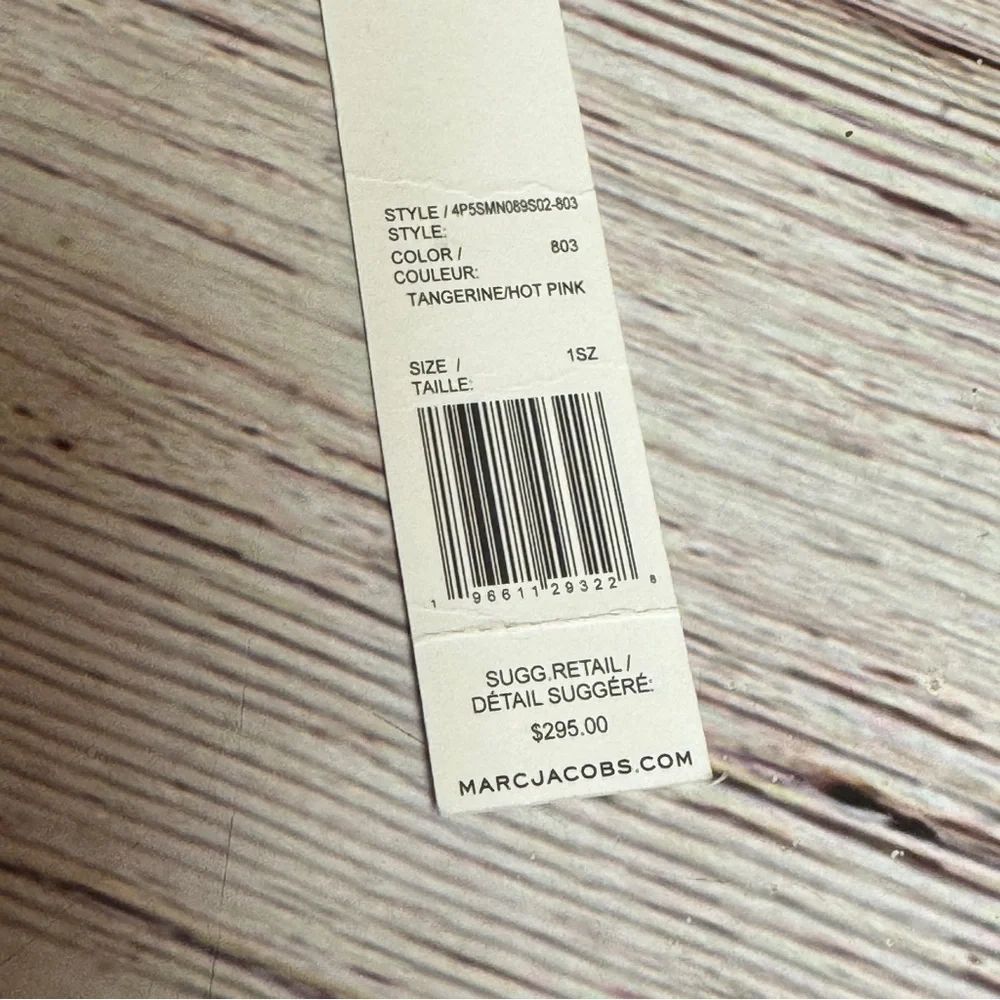 STYLE / 4P5SMN089S02-803
STYLE:
COLOR / 803
COULEUR:
TANGERINE/HOT PINK
SIZE / 1SZ
TAILLE:
1 96611 29322 8
SUGG.RETAIL /
DÉTAIL SUGGÉRÉ:
$295.00
MARCJACOBS.COM